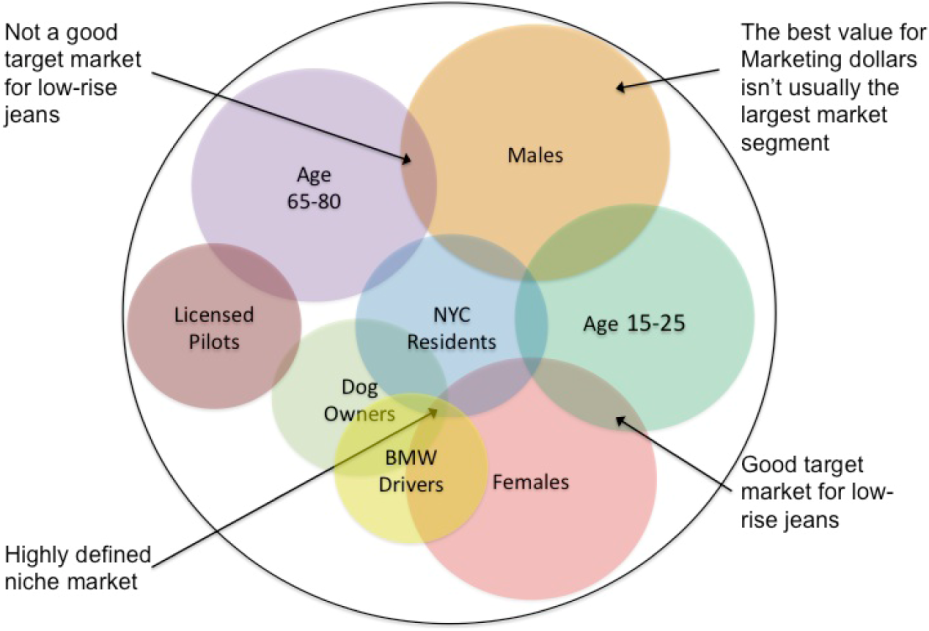 Not a good
target market
for low-rise
jeans
The best value for
Marketing dollars
isn't usually the
largest market
segment
Males
Age
65-80
Licensed
Pilots
NYC
Residents
Age 15-25
Dog
Owners
BMW
Drivers
Females
Good target
market for low-
rise jeans
Highly defined
niche market